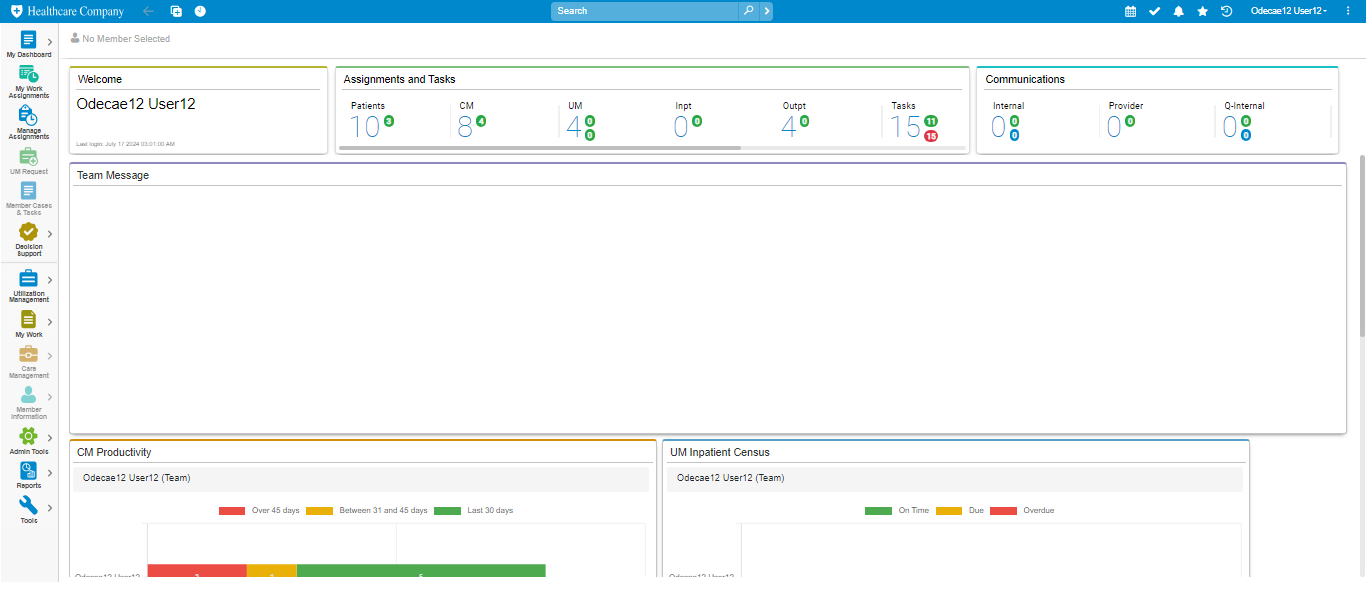 Healthcare Company
Search
Odecae12 User12
My Dashboard
My Work
Assignments
Manage
Assignments
UM Request
Member Cases
& Tasks
Decision
Support
Utilization
Management
My Work
Care
Management
Member
Information
Admin Tools
Reports
Tools
No Member Selected
Welcome
Odecae12 User12
Last login: July 17 2024 03:01:00 AM
Assignments and Tasks
Patients CM UM Inpt Outpt Tasks
10 3 8 4 4 0 0 0 0 4 0 15 11 15
Communications
Internal Provider Q-Internal
0 0 0 0 0 0 0 0
Team Message
CM Productivity
Odecae12 User12 (Team)
Over 45 days Between 31 and 45 days Last 30 days
Odecae12 User12
UM Inpatient Census
Odecae12 User12 (Team)
On Time Due Overdue
Odecae12 User12